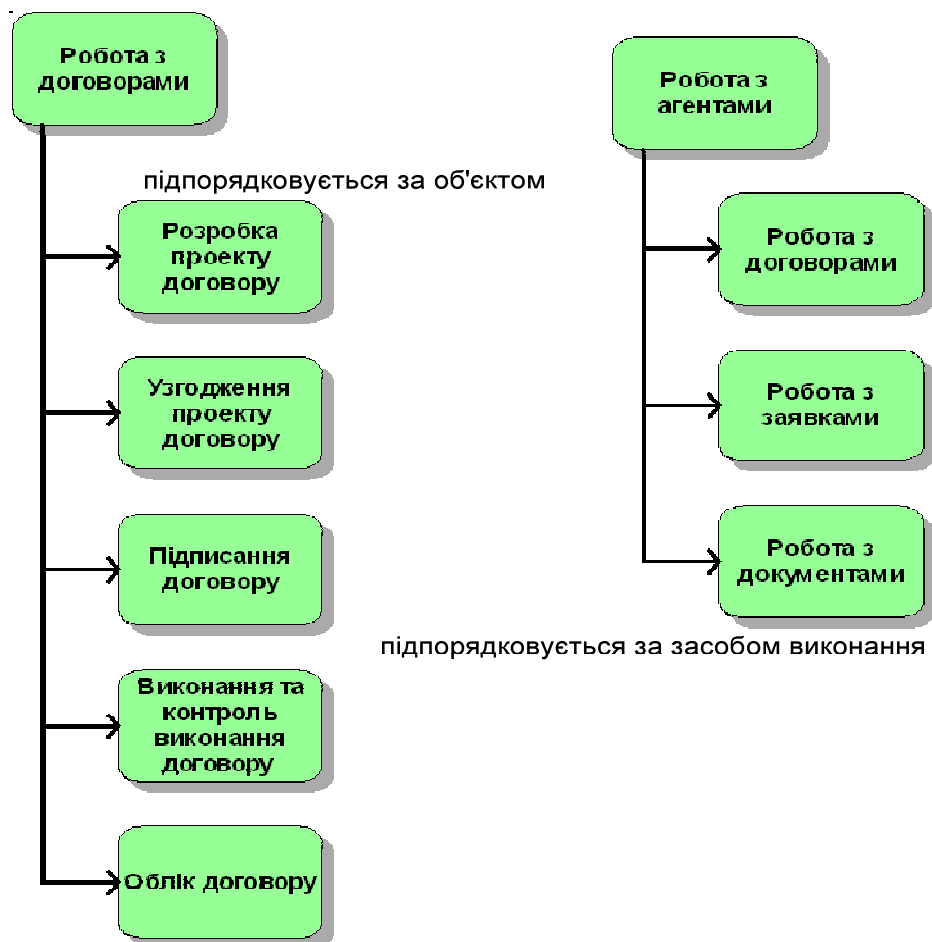 Робота з
договорами
підпорядковується за об'єктом
Розробка
проекту
договору
Узгодження
проекту
договору
Підписання
договору
Виконання та
контроль
виконання
договору
Облік договору
Робота з
агентами
Робота з
договорами
Робота з
заявками
Робота з
документами
підпорядковується за засобом виконання